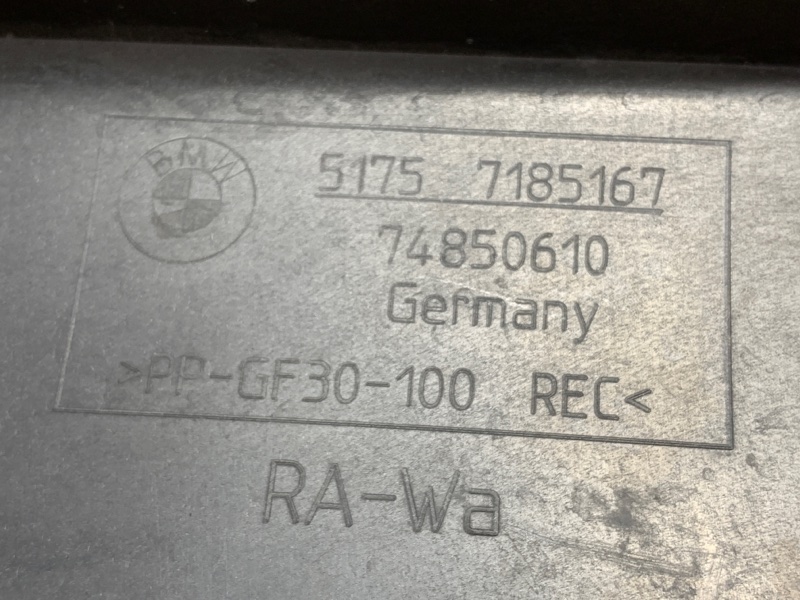 BMW
5175 7185167
74850610
Germany
>PP-GF30-100 REC<
RA-Wa